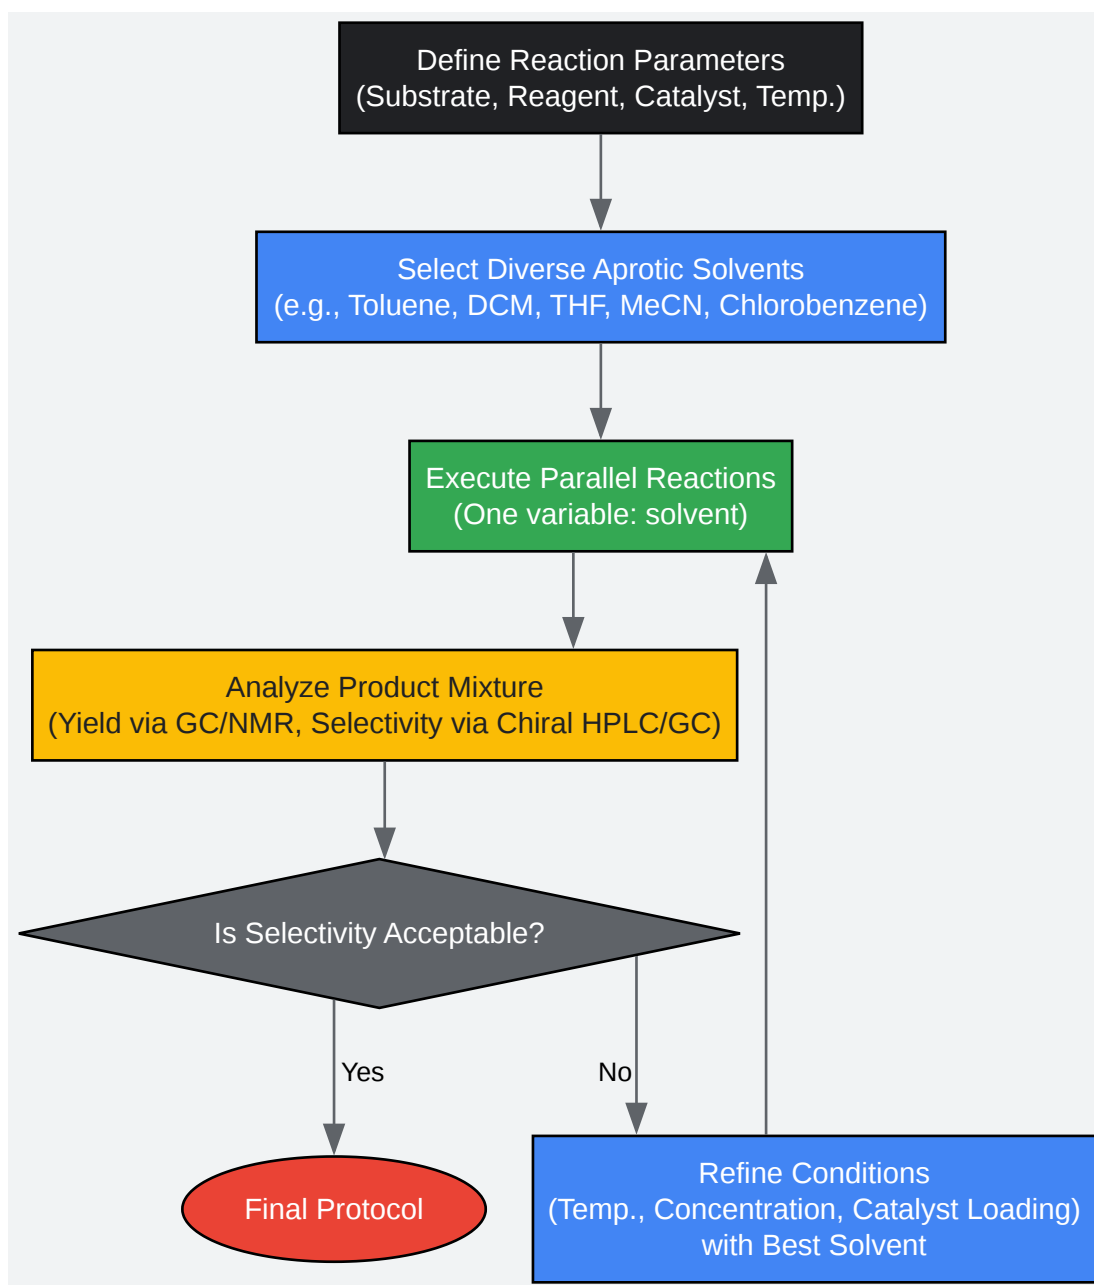 Define Reaction Parameters
(Substrate, Reagent, Catalyst, Temp.)
Select Diverse Aprotic Solvents
(e.g., Toluene, DCM, THF, MeCN, Chlorobenzene)
Execute Parallel Reactions
(One variable: solvent)
Analyze Product Mixture
(Yield via GC/NMR, Selectivity via Chiral HPLC/GC)
Is Selectivity Acceptable?
Yes
No
Final Protocol
Refine Conditions
(Temp., Concentration, Catalyst Loading)
with Best Solvent